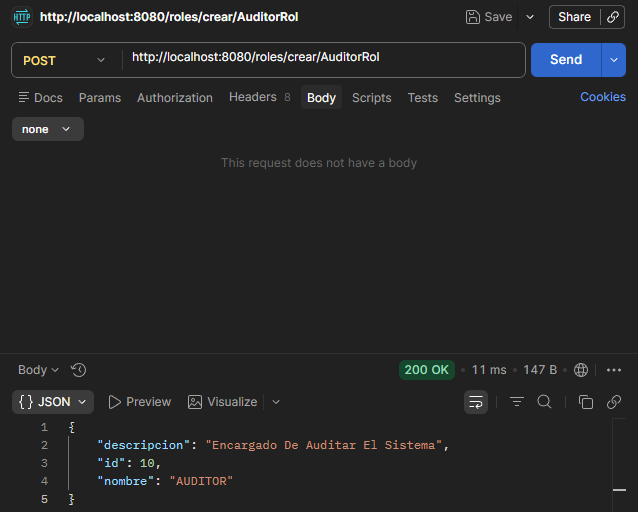 HTTP http://localhost:8080/roles/crear/AuditorRol Save Share
POST http://localhost:8080/roles/crear/AuditorRol Send
Docs Params Authorization Headers 8 Body Scripts Tests Settings Cookies
none
This request does not have a body
Body 200 OK • 11 ms • 147 B •
{} JSON Preview Visualize
1 {
2 "descripcion": "Encargado De Auditar El Sistema",
3 "id": 10,
4 "nombre": "AUDITOR"
5 }